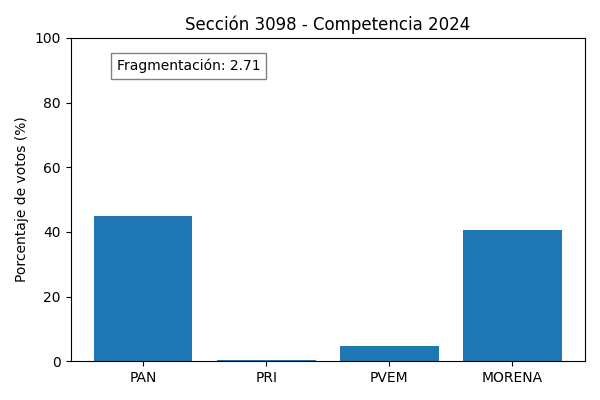 Sección 3098 - Competencia 2024
Fragmentación: 2.71
Porcentaje de votos (%)
100
80
60
40
20
0
PAN PRI PVEM MORENA